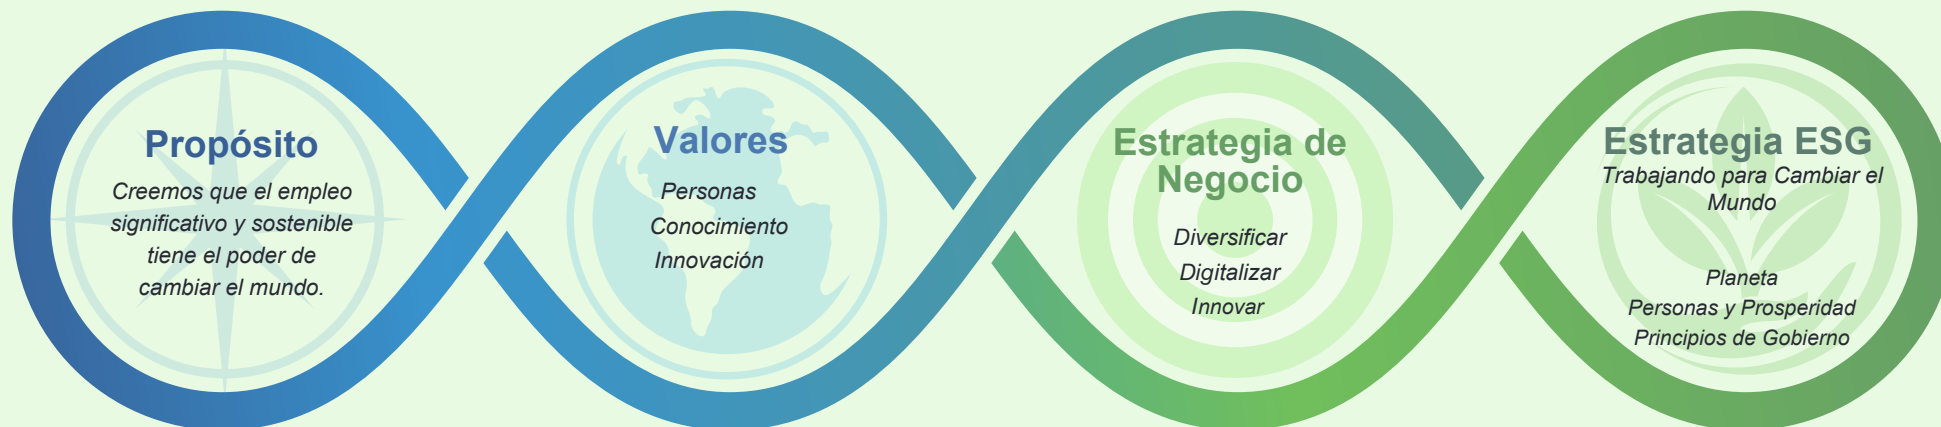 Propósito
Creemos que el empleo
significativo y sostenible
tiene el poder de
cambiar el mundo.
Valores
Personas
Conocimiento
Innovación
Estrategia de
Negocio
Diversificar
Digitalizar
Innovar
Estrategia ESG
Trabajando para Cambiar el
Mundo
Planeta
Personas y Prosperidad
Principios de Gobierno